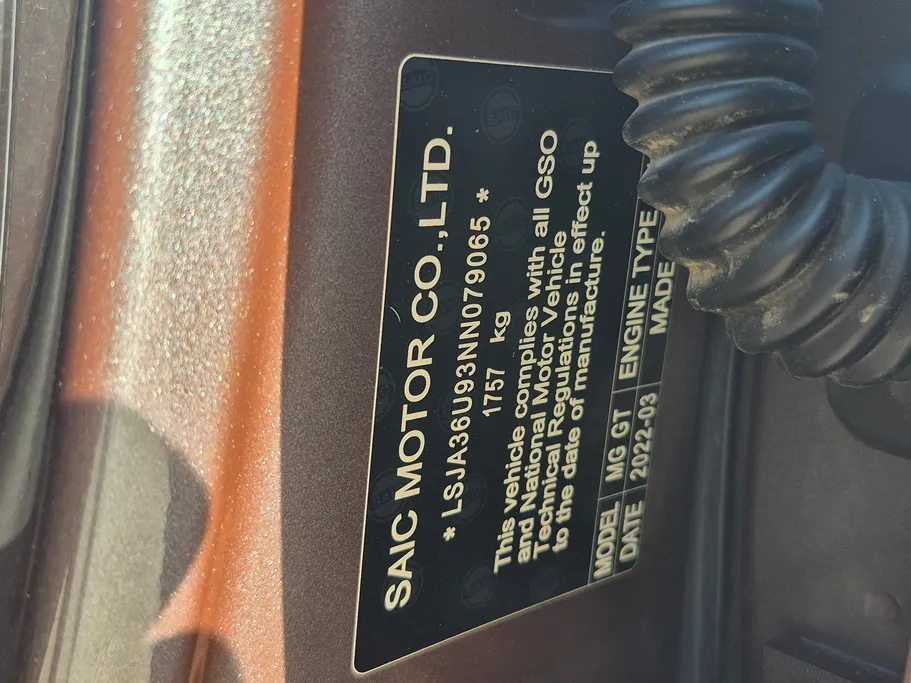 SAIC MOTOR CO.,LTD.
* LSJA36U93NN079065 *
1757 kg
This vehicle complies with all GSO
and National Motor Vehicle
Technical Regulations in effect up
to the date of manufacture.
MODEL MG GT ENGINE TYPE
DATE 2022-03 MADE